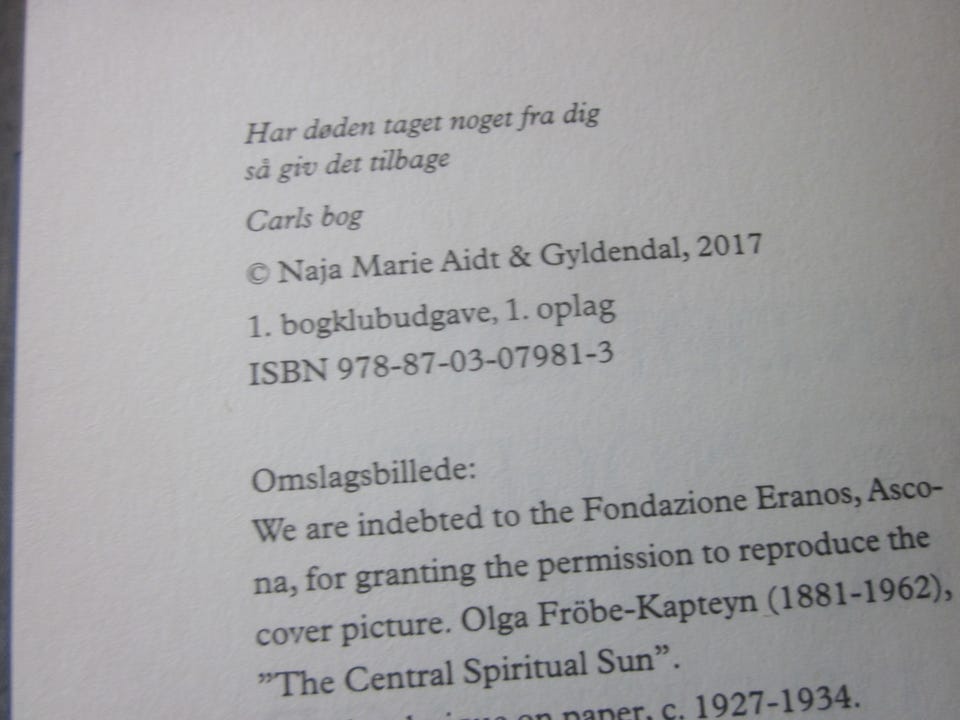 Har døden taget noget fra dig
så giv det tilbage
Carls bog
© Naja Marie Aidt & Gyldendal, 2017
1. bogklubudgave, 1. oplag
ISBN 978-87-03-07981-3
Omslagsbillede:
We are indebted to the Fondazione Eranos, Asco-
na, for granting the permission to reproduce the
cover picture. Olga Fröbe-Kapteyn (1881-1962),
”The Central Spiritual Sun”.
on paper, c. 1927-1934.